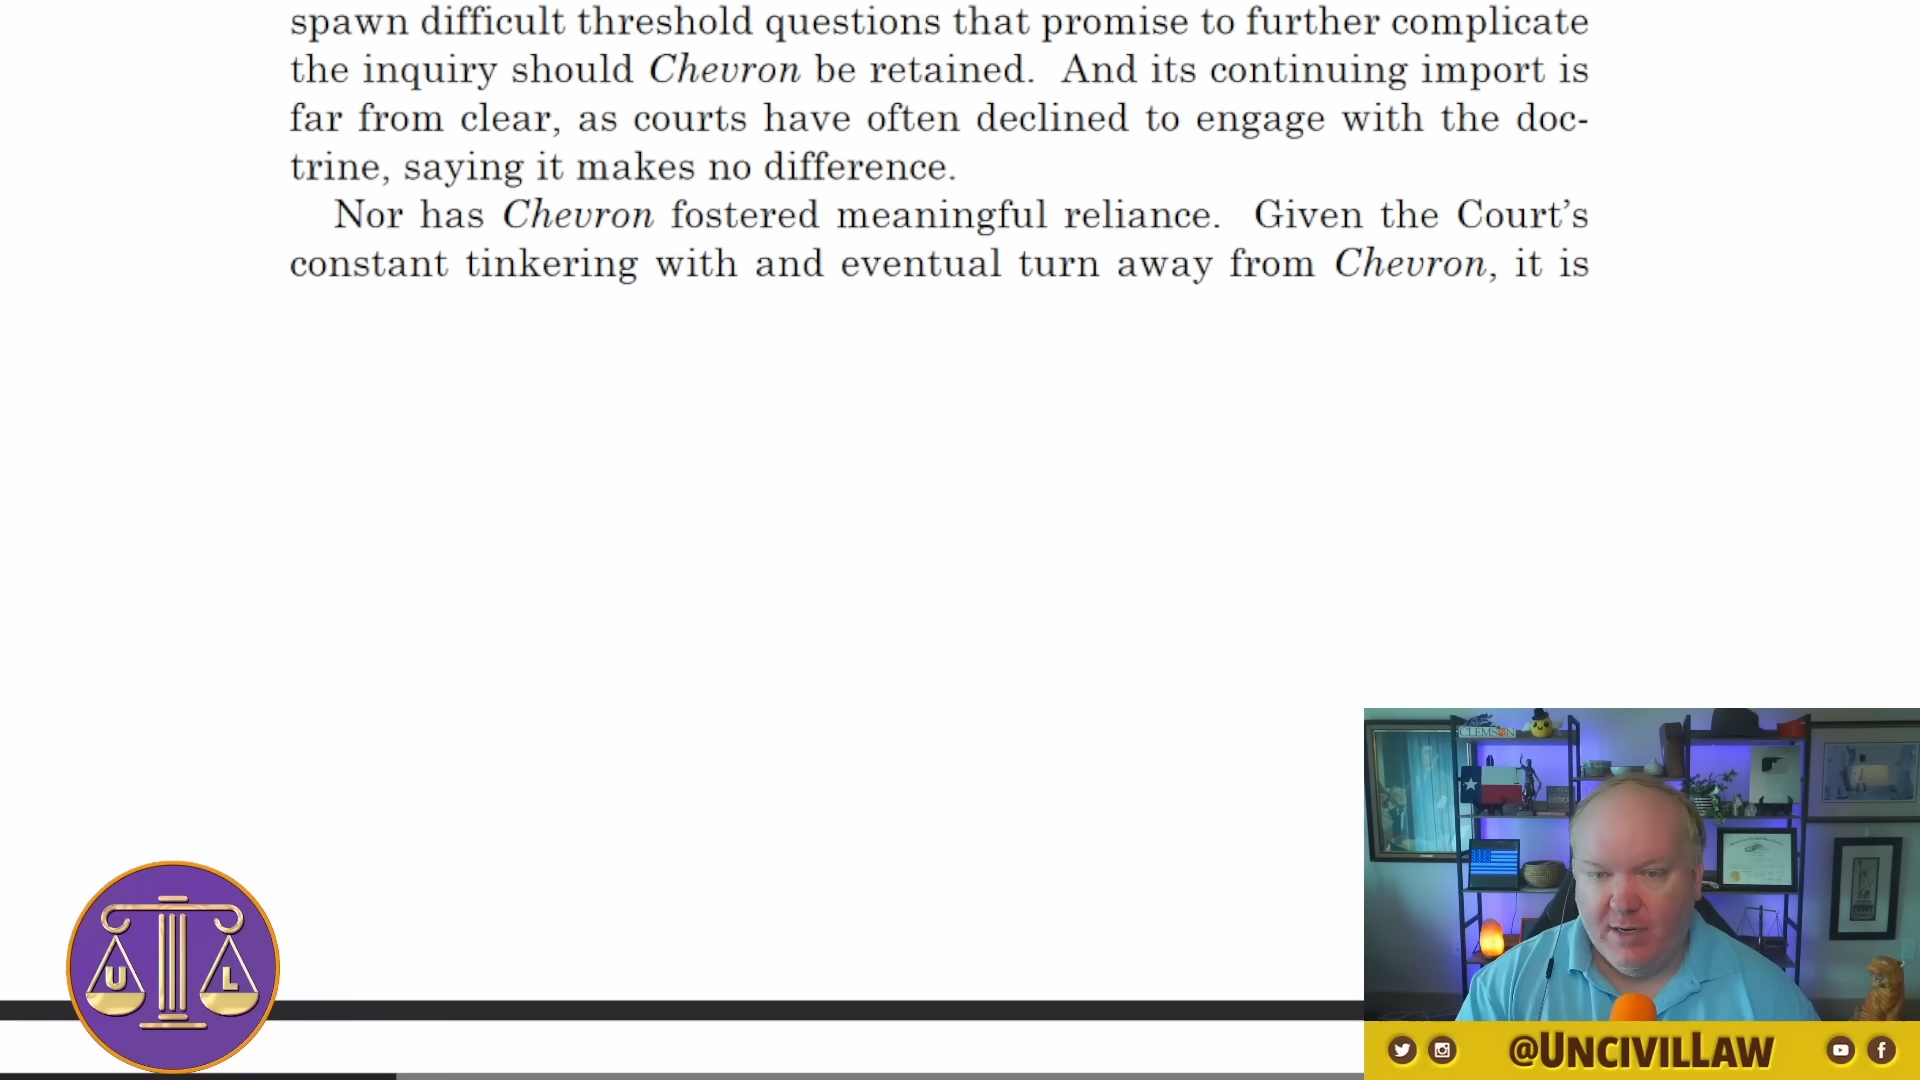 spawn difficult threshold questions that promise to further complicate
the inquiry should Chevron be retained. And its continuing import is
far from clear, as courts have often declined to engage with the doc-
trine, saying it makes no difference.
Nor has Chevron fostered meaningful reliance. Given the Court’s
constant tinkering with and eventual turn away from Chevron, it is
CLEMSON
U L
@UNCIVILLAW